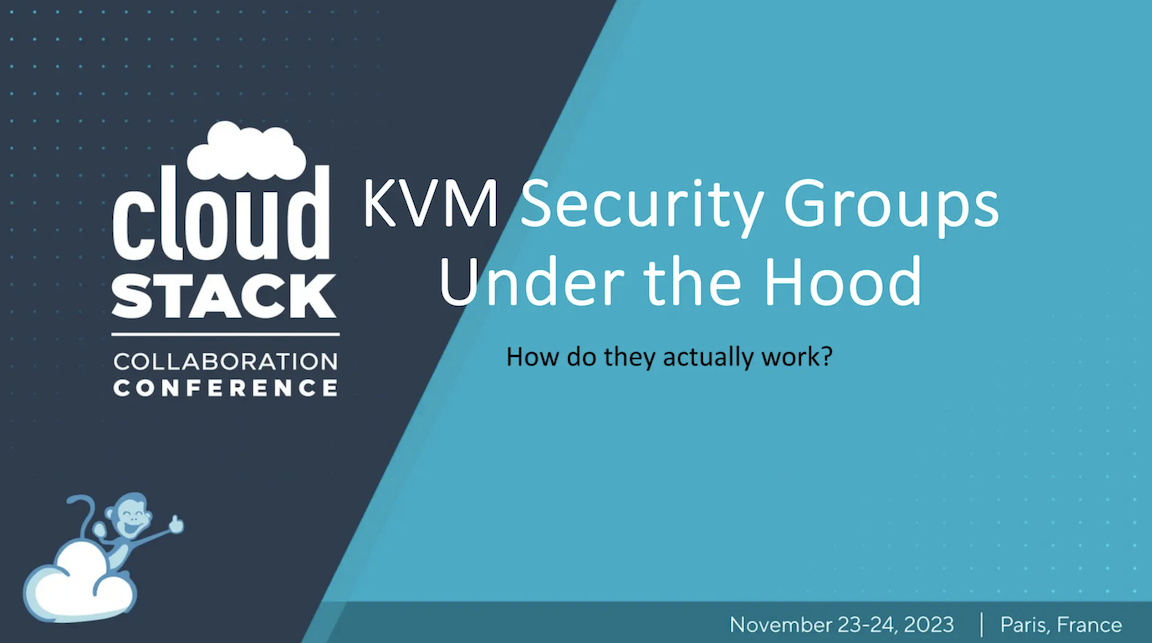 cloud
STACK
COLLABORATION
CONFERENCE
KVM Security Groups
Under the Hood
How do they actually work?
November 23-24, 2023 | Paris, France